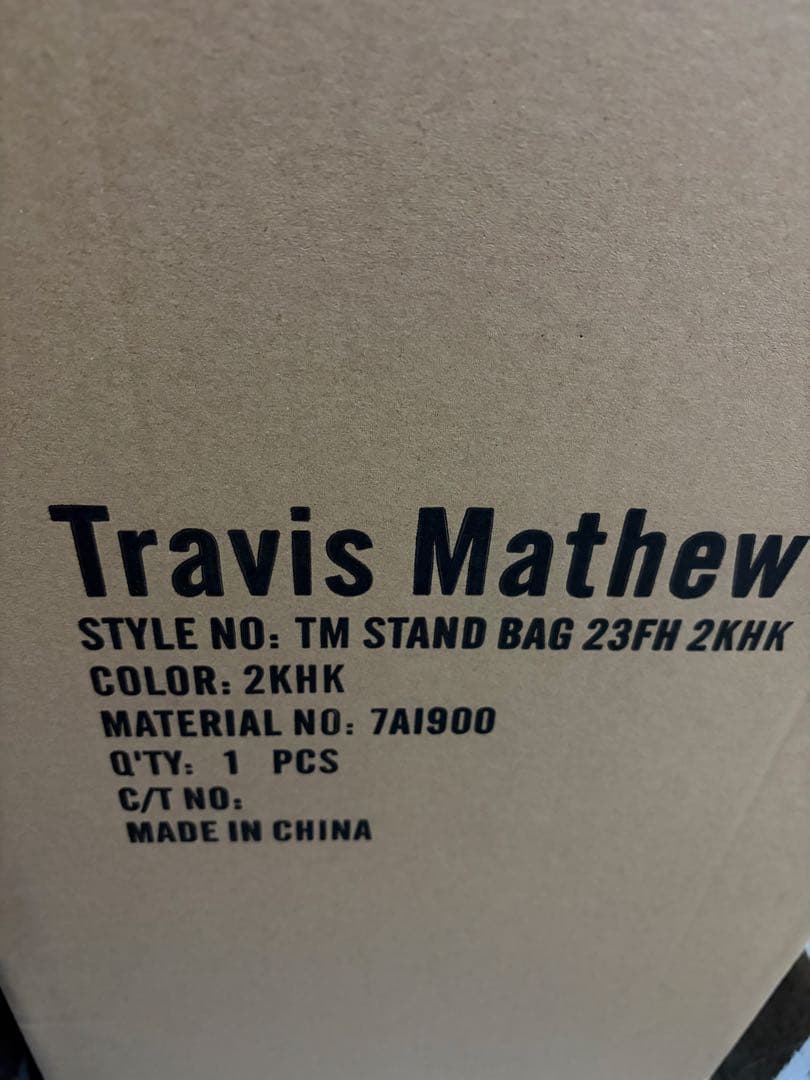 Travis Mathew
STYLE NO: TM STAND BAG 23FH 2KHK
COLOR: 2KHK
MATERIAL NO: 7AI900
Q'TY: 1 PCS
C/T NO:
MADE IN CHINA